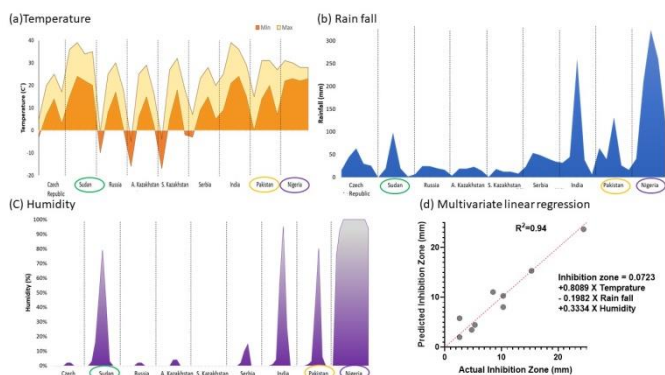 (a)Temperature
Min Max
Temperature (C˚)
40
30
20
10
0
-10
-20
Czech Republic
Sudan
Russia
A. Kazakhstan
S. Kazakhstan
Serbia
India
Pakistan
Nigeria
(b) Rain fall
Rainfall (mm)
300
250
200
150
100
50
0
Czech
Republic
Sudan
Russia
A. Kazakhstan
S. Kazakhstan
Serbia
India
Pakistan
Nigeria
(C) Humidity
Humidity (%)
100%
90%
80%
70%
60%
50%
40%
30%
20%
10%
0%
Czech
Sudan
Russia
A. Kazakhstan
S. Kazakhstan
Serbia
India
Pakistan
Nigeria
(d) Multivariate linear regression
R²=0.94
Predicted Inhibition Zone (mm)
20
10
0
Inhibition zone = 0.0723
+0.8089 X Temprature
- 0.1982 X Rain fall
+0.3334 X Humidity
0 10 20
Actual Inhibition Zone (mm)